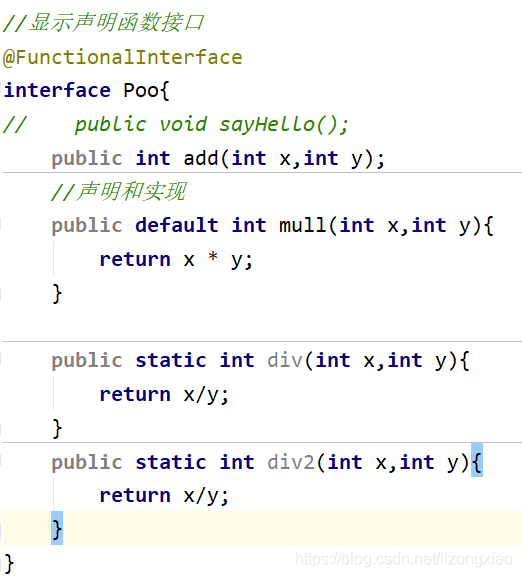 //显示声明函数接口
@FunctionalInterface
interface Poo{
//    public void sayHello();
    public int add(int x,int y);
    //声明和实现
    public default int mull(int x,int y){
        return x * y;
    }
    public static int div(int x,int y){
        return x/y;
    }
    public static int div2(int x,int y){
        return x/y;
    }
}
https://blog.csdn.net/lizongxiao